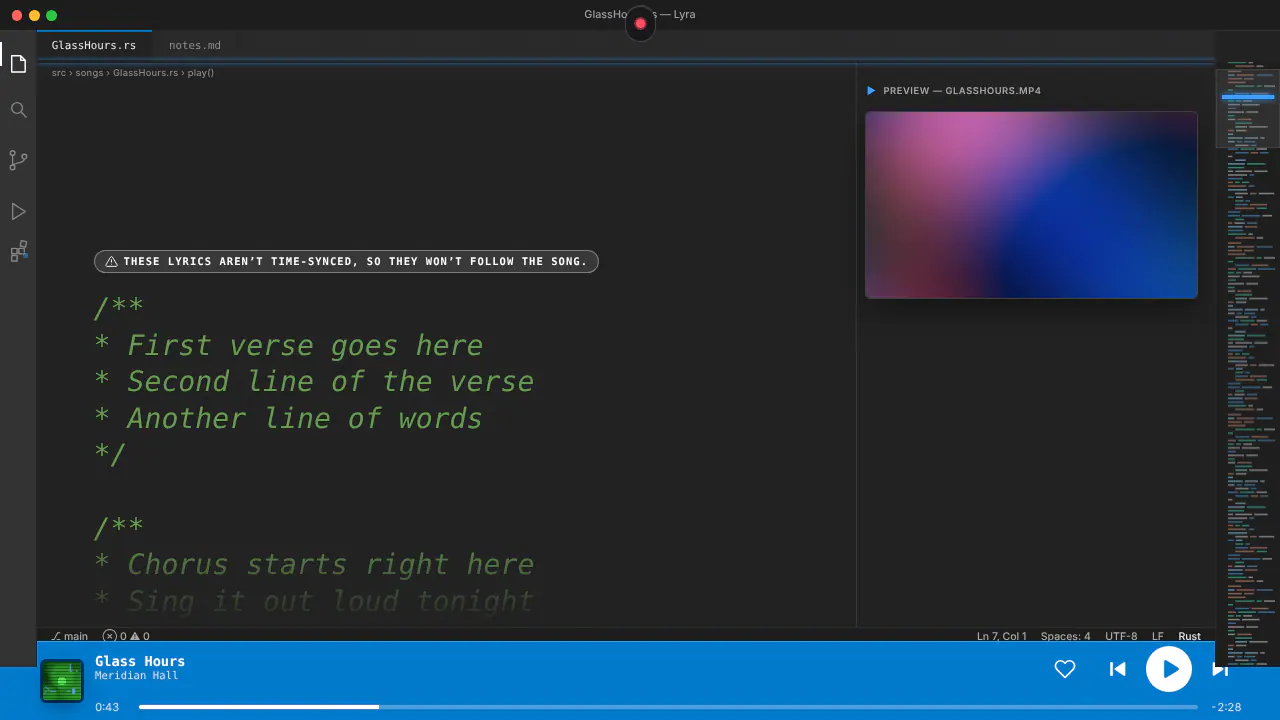 GlassHours — Lyra
GlassHours.rs
notes.md
src › songs › GlassHours.rs › play()
PREVIEW — GLASSHOURS.MP4
THESE LYRICS AREN’T TIME-SYNCED, SO THEY WON’T FOLLOW THE SONG.
/**
* First verse goes here
* Second line of the verse
* Another line of words
*/
/**
* Chorus starts right here
* Sing it out loud tonight
main 0 0
Ln 7, Col 1 Spaces: 4 UTF-8 LF Rust
Glass Hours
Meridian Hall
0:43
-2:28